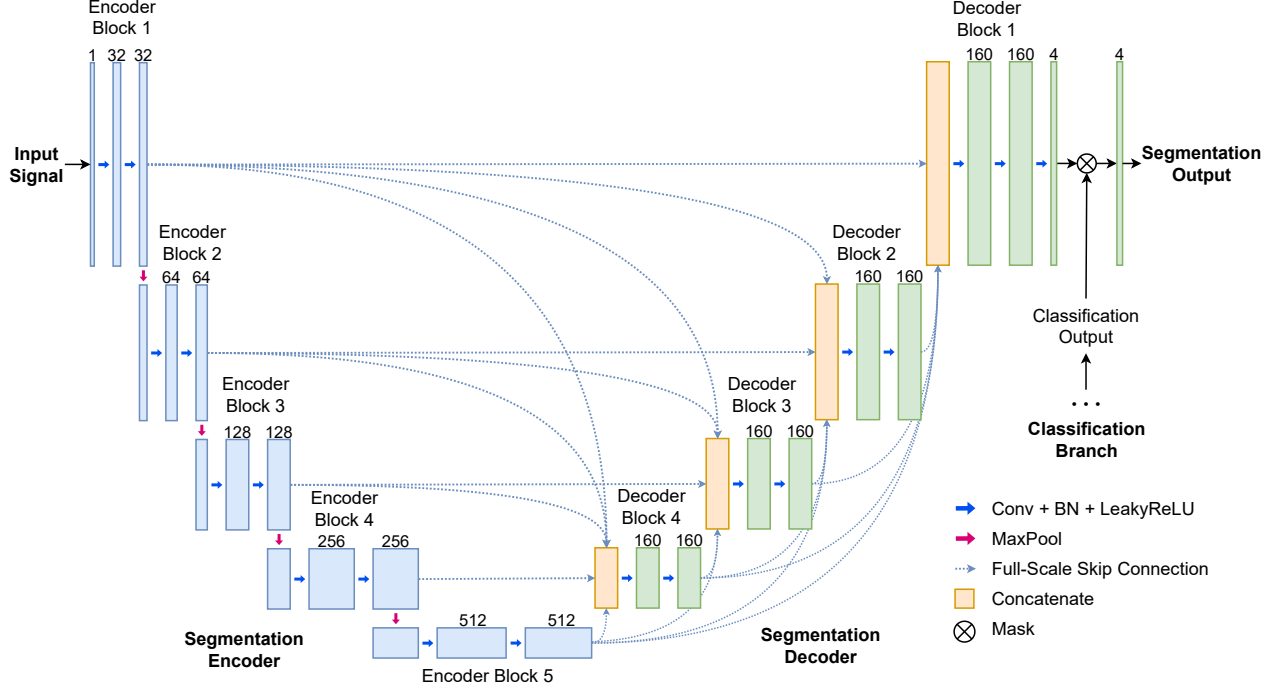 Encoder
Block 1
1 32 32
Decoder
Block 1
160 160 4 4
Input
Signal
Segmentation
Output
Encoder
Block 2
64 64
Decoder
Block 2
160 160
Classification
Output
. . .
Classification
Branch
Encoder
Block 3
128 128
Decoder
Block 3
160 160
Encoder
Block 4
256 256
Decoder
Block 4
160 160
512 512
Encoder Block 5
Segmentation
Encoder
Segmentation
Decoder
Conv + BN + LeakyReLU
MaxPool
Full-Scale Skip Connection
Concatenate
Mask